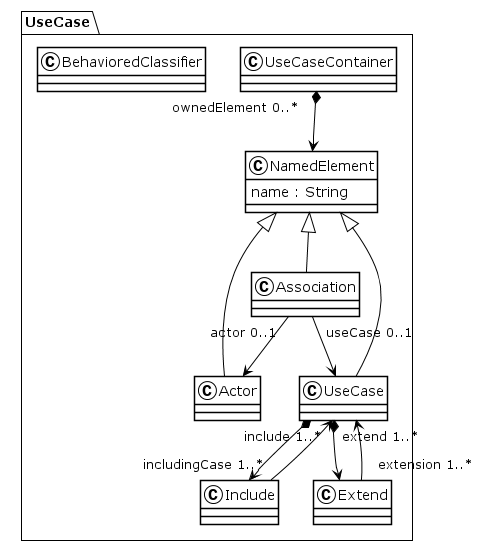 UseCase
C BehavioredClassifier
C UseCaseContainer
ownedElement 0..*
C NamedElement
name : String
C Association
actor 0..1
useCase 0..1
C Actor
C UseCase
include 1..*
extend 1..*
includingCase 1..*
extension 1..*
C Include
C Extend